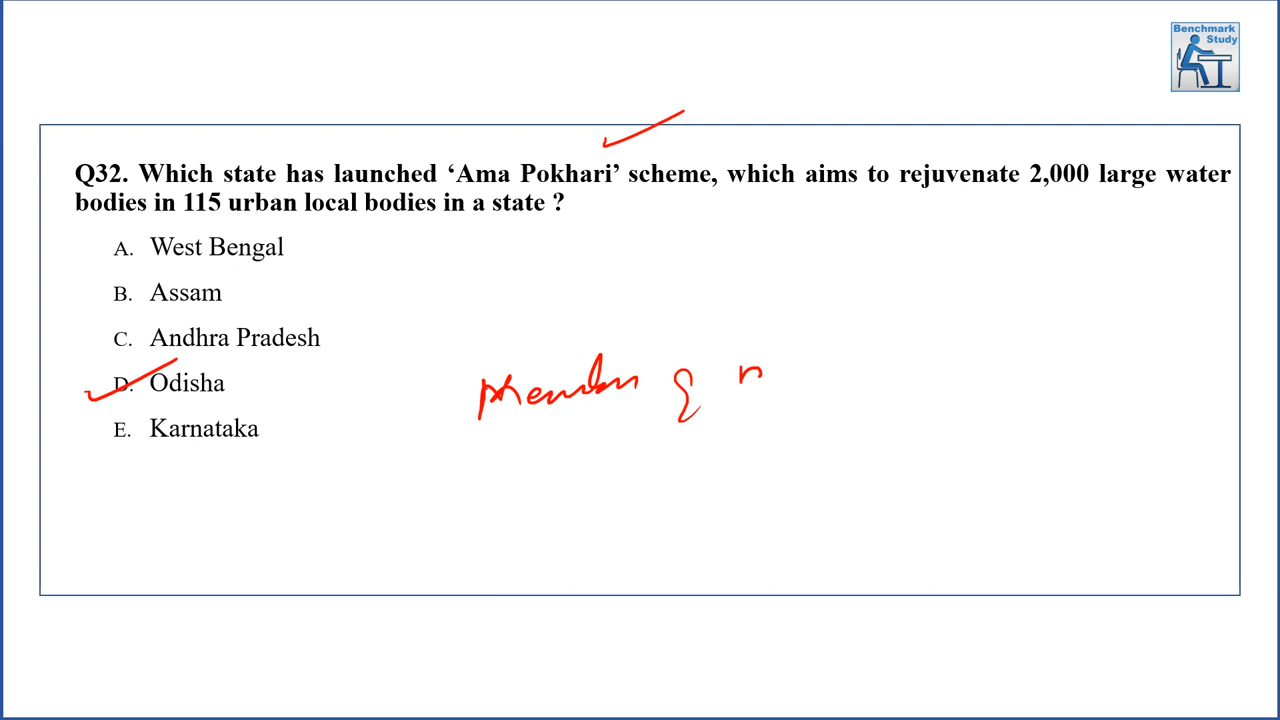 Benchmark
Study
Q32. Which state has launched ‘Ama Pokhari’ scheme, which aims to rejuvenate 2,000 large water
bodies in 115 urban local bodies in a state ?
A. West Bengal
B. Assam
C. Andhra Pradesh
D. Odisha
E. Karnataka